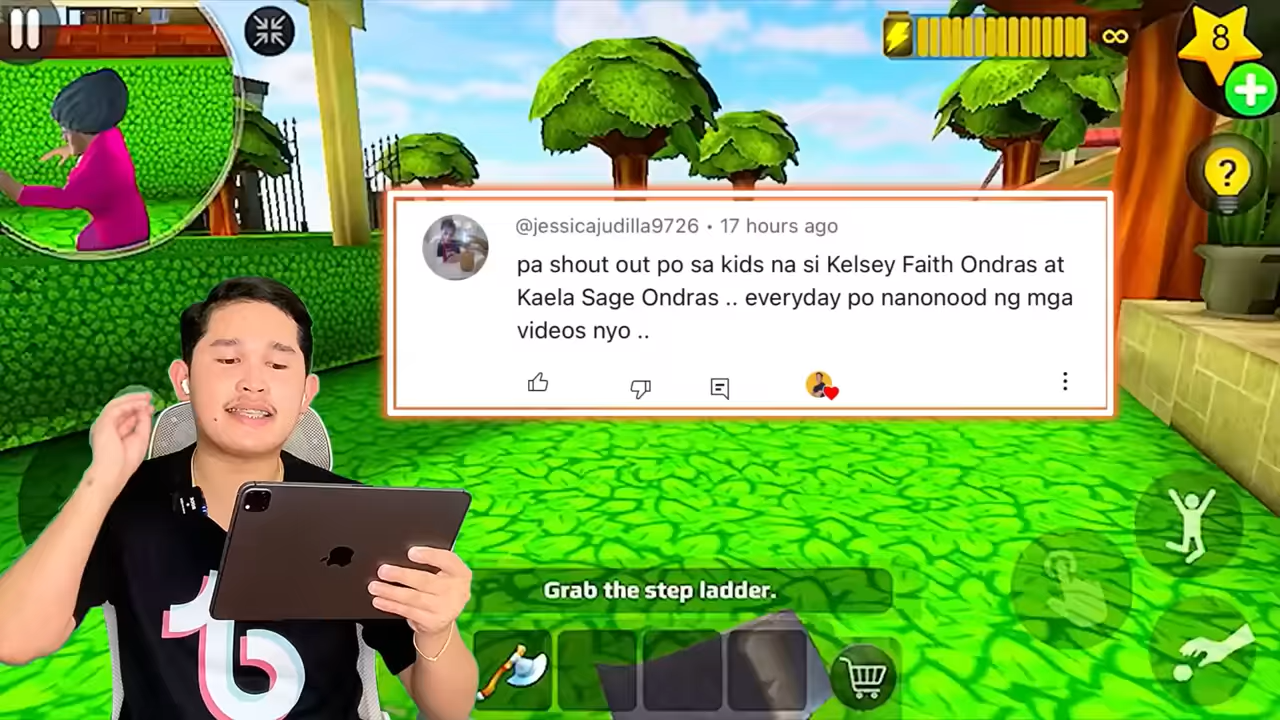 8
@jessicajudilla9726 • 17 hours ago
pa shout out po sa kids na si Kelsey Faith Ondras at
Kaela Sage Ondras .. everyday po nanonood ng mga
videos nyo ..
Grab the step ladder.